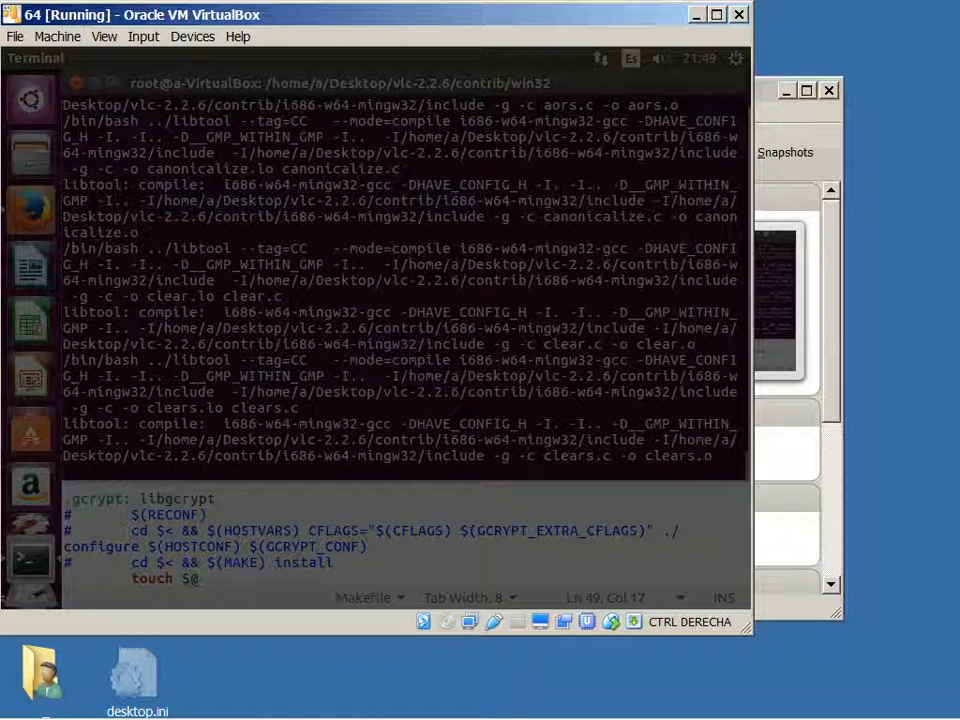 64 [Running] - Oracle VM VirtualBox
File Machine View Input Devices Help
Terminal
Es
21:49
root@a-VirtualBox: /home/a/Desktop/vlc-2.2.6/contrib/win32
Desktop/vlc-2.2.6/contrib/i686-w64-mingw32/include -g -c aors.c -o aors.o
/bin/bash ../libtool --tag=CC   --mode=compile i686-w64-mingw32-gcc -DHAVE_CONFI
G_H -I. -I.. -D__GMP_WITHIN_GMP -I..  -I/home/a/Desktop/vlc-2.2.6/contrib/i686-w
64-mingw32/include  -I/home/a/Desktop/vlc-2.2.6/contrib/i686-w64-mingw32/include
 -g -c -o canonicalize.lo canonicalize.c
libtool: compile:  i686-w64-mingw32-gcc -DHAVE_CONFIG_H -I. -I.. -D__GMP_WITHIN_
GMP -I.. -I/home/a/Desktop/vlc-2.2.6/contrib/i686-w64-mingw32/include -I/home/a/
Desktop/vlc-2.2.6/contrib/i686-w64-mingw32/include -g -c canonicalize.c -o canon
icalize.o
/bin/bash ../libtool --tag=CC   --mode=compile i686-w64-mingw32-gcc -DHAVE_CONFI
G_H -I. -I.. -D__GMP_WITHIN_GMP -I..  -I/home/a/Desktop/vlc-2.2.6/contrib/i686-w
64-mingw32/include  -I/home/a/Desktop/vlc-2.2.6/contrib/i686-w64-mingw32/include
 -g -c -o clear.lo clear.c
libtool: compile:  i686-w64-mingw32-gcc -DHAVE_CONFIG_H -I. -I.. -D__GMP_WITHIN_
GMP -I.. -I/home/a/Desktop/vlc-2.2.6/contrib/i686-w64-mingw32/include -I/home/a/
Desktop/vlc-2.2.6/contrib/i686-w64-mingw32/include -g -c clear.c -o clear.o
/bin/bash ../libtool --tag=CC   --mode=compile i686-w64-mingw32-gcc -DHAVE_CONFI
G_H -I. -I.. -D__GMP_WITHIN_GMP -I..  -I/home/a/Desktop/vlc-2.2.6/contrib/i686-w
64-mingw32/include  -I/home/a/Desktop/vlc-2.2.6/contrib/i686-w64-mingw32/include
 -g -c -o clears.lo clears.c
libtool: compile:  i686-w64-mingw32-gcc -DHAVE_CONFIG_H -I. -I.. -D__GMP_WITHIN_
GMP -I.. -I/home/a/Desktop/vlc-2.2.6/contrib/i686-w64-mingw32/include -I/home/a/
Desktop/vlc-2.2.6/contrib/i686-w64-mingw32/include -g -c clears.c -o clears.o
.gcrypt: libgcrypt
# $(RECONF)
# cd $< && $(HOSTVARS) CFLAGS="$(CFLAGS) $(GCRYPT_EXTRA_CFLAGS)" ./
configure $(HOSTCONF) $(GCRYPT_CONF)
# cd $< && $(MAKE) install
touch $@
Makefile Tab Width: 8 Ln 49, Col 17 INS
CTRL DERECHA
Snapshots
desktop.ini